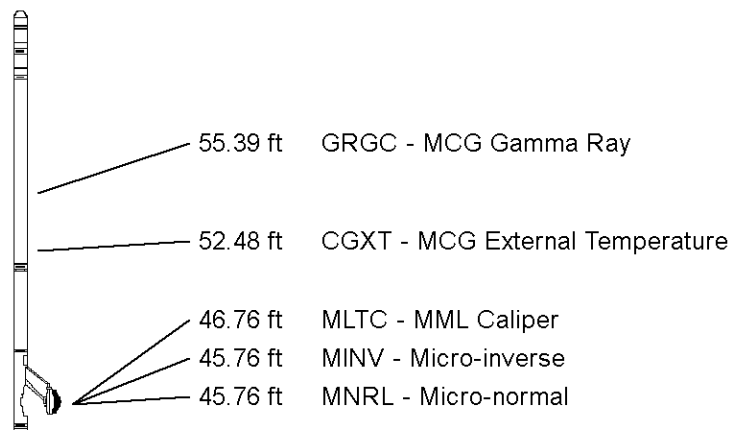 55.39 ft GRGC - MCG Gamma Ray
52.48 ft CGXT - MCG External Temperature
46.76 ft MLTC - MML Caliper
45.76 ft MINV - Micro-inverse
45.76 ft MNRL - Micro-normal